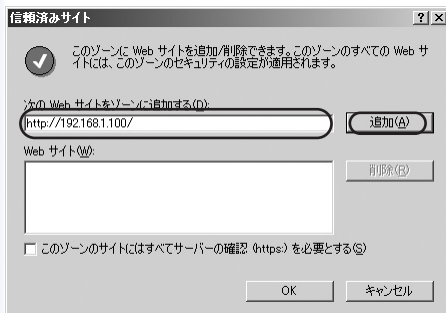 信頼済みサイト
このゾーンに Web サイトを追加/削除できます。このゾーンのすべての Web サ
イトには、このゾーンのセキュリティの設定が適用されます。
次の Web サイトをゾーンに追加する(D):
http://192.168.1.100/
追加(A)
Web サイト(W):
削除(R)
このゾーンのサイトにはすべてサーバーの確認 (https:) を必要とする(S)
OK
キャンセル